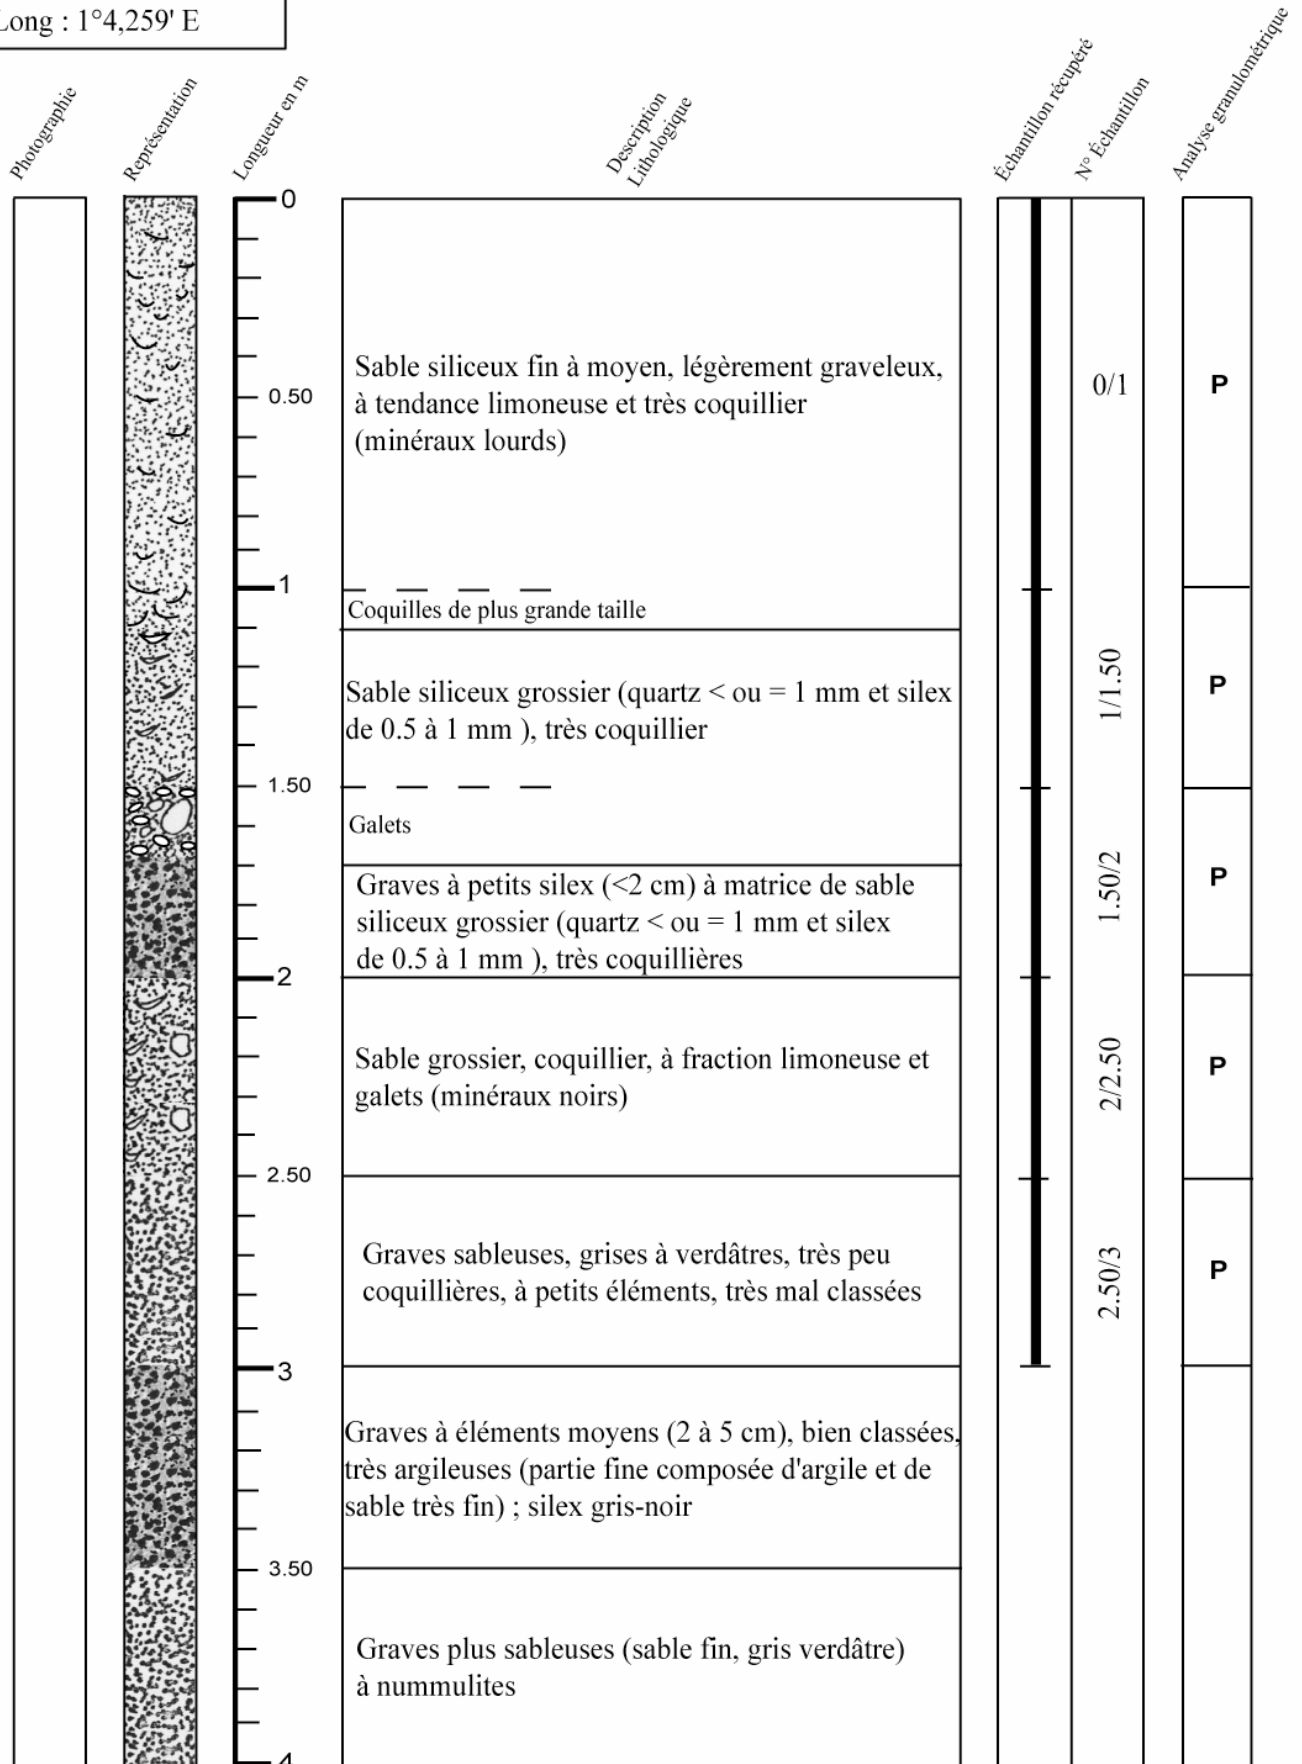 Long : 1°4,259' E
Photographie
Représentation
Longueur en m
Description
Lithologique
Échantillon récupéré
N° Échantillon
Analyse granulométrique
0
Sable siliceux fin à moyen, légèrement graveleux,
à tendance limoneuse et très coquillier
(minéraux lourds)
0.50
0/1
P
1
Coquilles de plus grande taille
Sable siliceux grossier (quartz < ou = 1 mm et silex
de 0.5 à 1 mm ), très coquillier
1/1.50
P
1.50
Galets
Graves à petits silex (<2 cm) à matrice de sable
siliceux grossier (quartz < ou = 1 mm et silex
de 0.5 à 1 mm ), très coquillières
1.50/2
P
2
Sable grossier, coquillier, à fraction limoneuse et
galets (minéraux noirs)
2/2.50
P
2.50
Graves sableuses, grises à verdâtres, très peu
coquillières, à petits éléments, très mal classées
2.50/3
P
3
Graves à éléments moyens (2 à 5 cm), bien classées,
très argileuses (partie fine composée d'argile et de
sable très fin) ; silex gris-noir
3.50
Graves plus sableuses (sable fin, gris verdâtre)
à nummulites
4